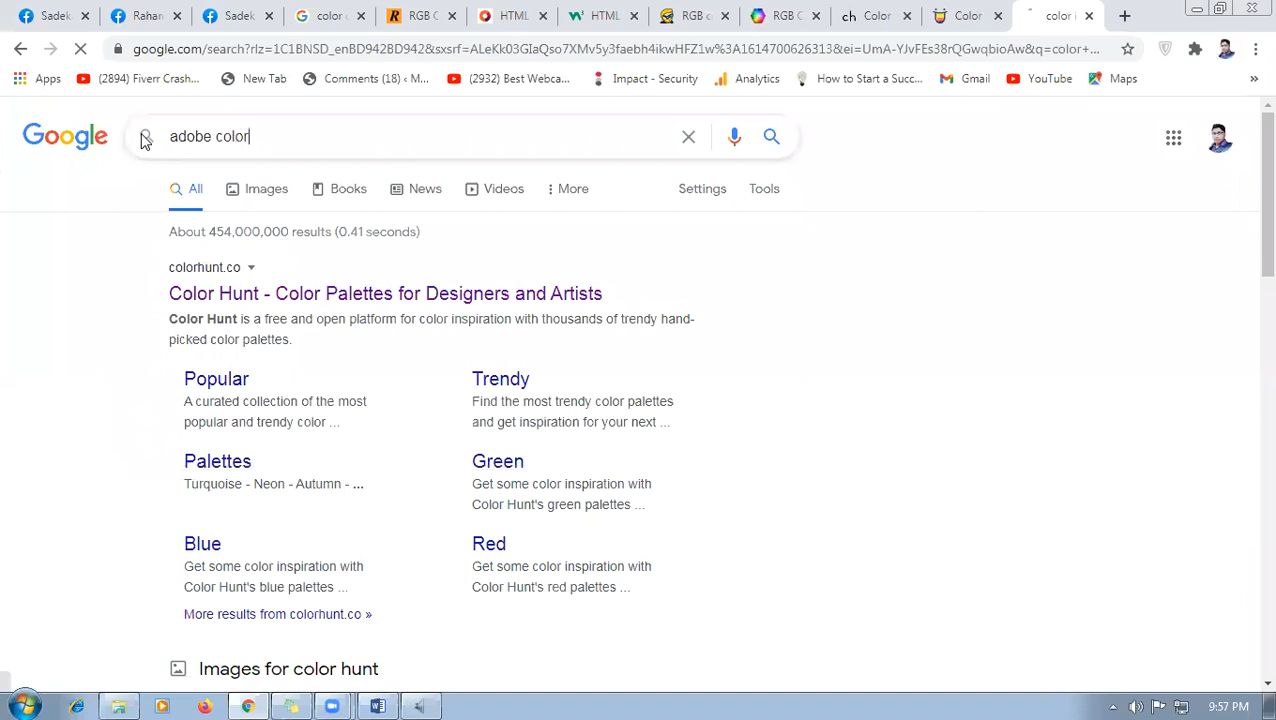 Sadek
Rahan
Sadek
color
RGB C
HTML
HTML
RGB c
RGB C
ch Color
Color
color
google.com/search?rlz=1C1BNSD_enBD942BD942&sxsrf=ALeKk03GIaQso7XMv5y3faebh4ikwHFZ1w%3A1614700626313&ei=UmA-YJvFEs38rQGwqbioAw&q=color+...
Apps
(2894) Fiverr Crash...
New Tab
Comments (18) ‹ M...
(2932) Best Webca...
Impact - Security
Analytics
How to Start a Succ...
Gmail
YouTube
Maps
»
Google
adobe color
All
Images
Books
News
Videos
More
Settings
Tools
About 454,000,000 results (0.41 seconds)
colorhunt.co
Color Hunt - Color Palettes for Designers and Artists
Color Hunt is a free and open platform for color inspiration with thousands of trendy hand-
picked color palettes.
Popular
A curated collection of the most
popular and trendy color ...
Trendy
Find the most trendy color palettes
and get inspiration for your next ...
Palettes
Turquoise - Neon - Autumn - ...
Green
Get some color inspiration with
Color Hunt's green palettes ...
Blue
Get some color inspiration with
Color Hunt's blue palettes ...
Red
Get some color inspiration with
Color Hunt's red palettes ...
More results from colorhunt.co »
Images for color hunt
9:57 PM